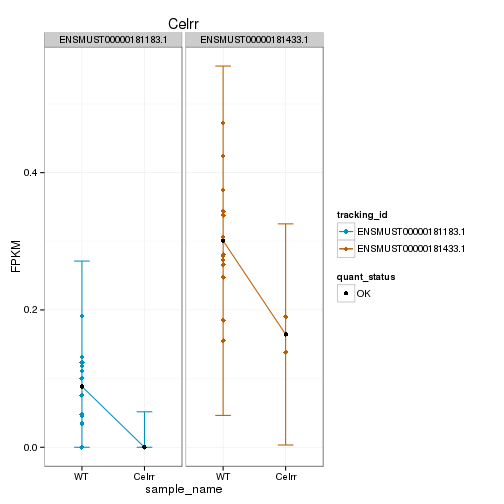 Celrr
ENSMUST00000181183.1
ENSMUST00000181433.1
FPKM
0.4
0.2
0.0
WT
Celrr
WT
Celrr
sample_name
tracking_id
ENSMUST00000181183.1
ENSMUST00000181433.1
quant_status
OK